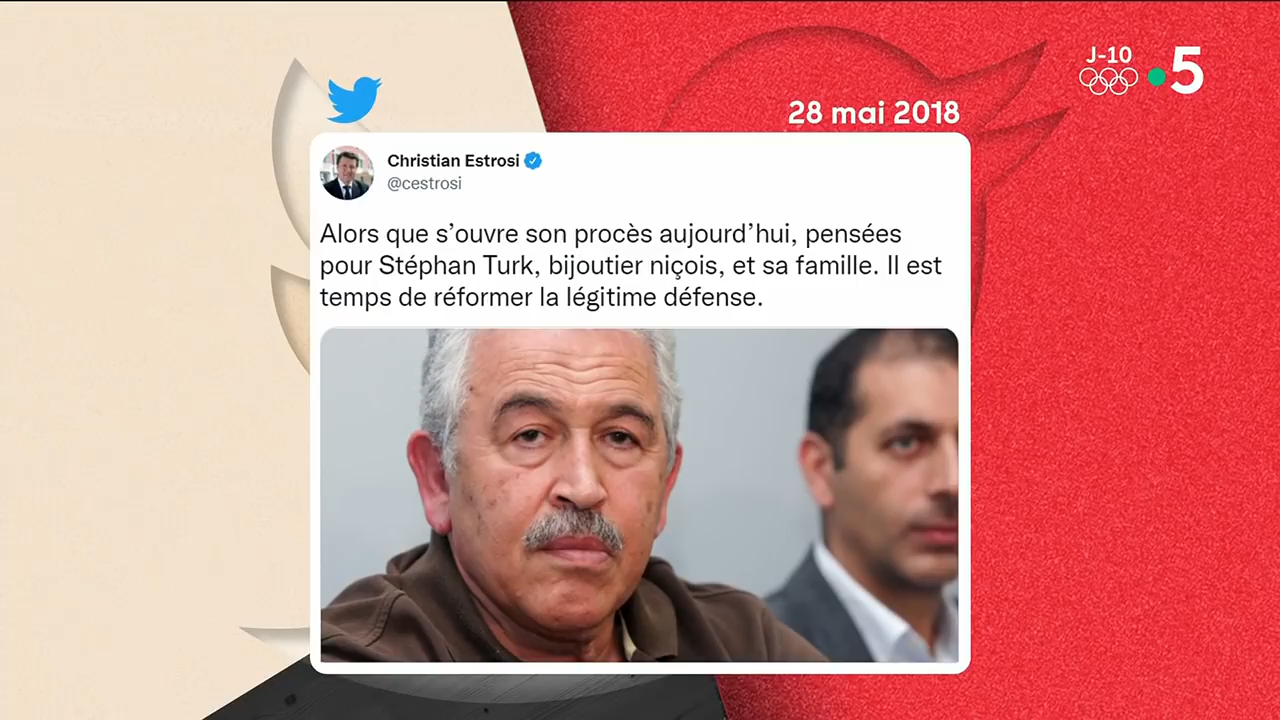 J-10
5
28 mai 2018
Christian Estrosi
@cestrosi
Alors que s’ouvre son procès aujourd’hui, pensées
pour Stéphan Turk, bijoutier niçois, et sa famille. Il est
temps de réformer la légitime défense.